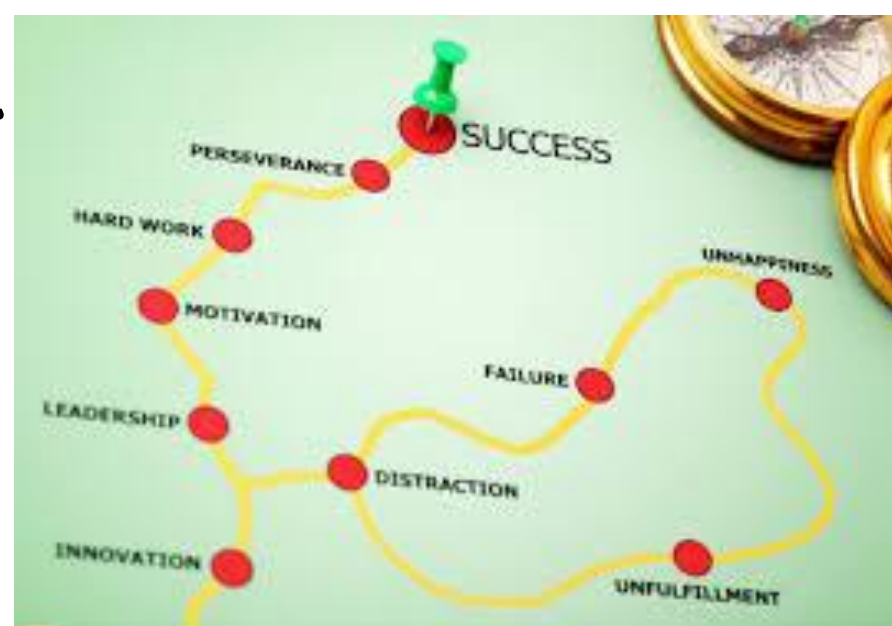 SUCCESS
PERSEVERANCE
HARD WORK
UNHAPPINESS
MOTIVATION
FAILURE
LEADERSHIP
DISTRACTION
INNOVATION
UNFULFILLMENT